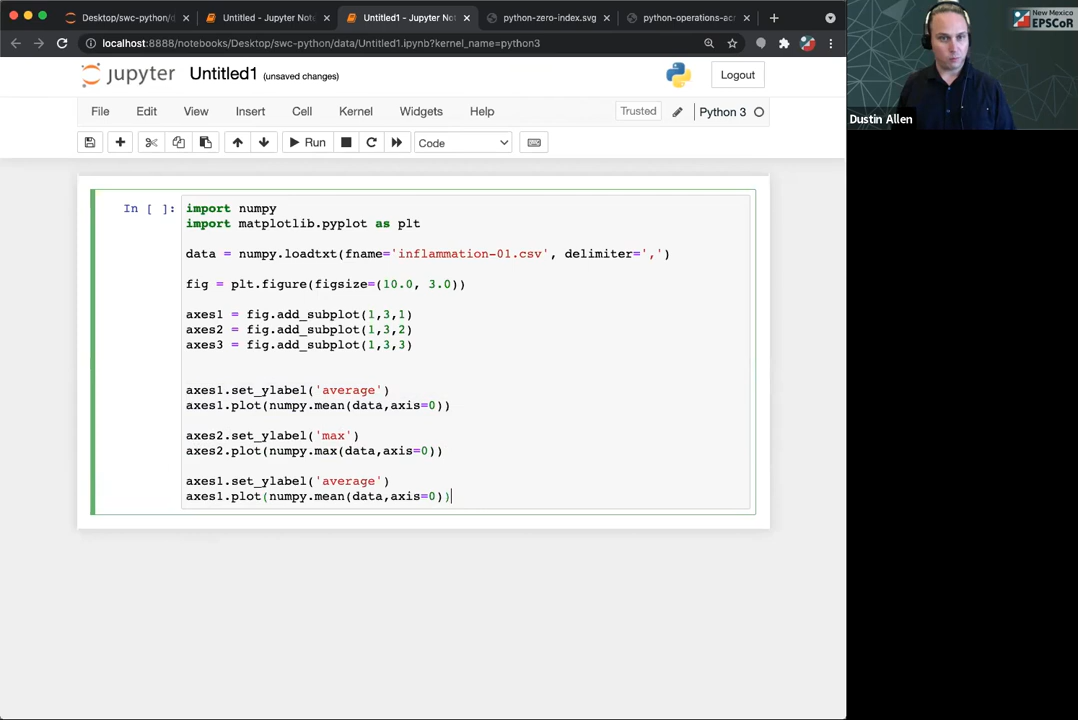 Desktop/swc-python/d
Untitled - Jupyter Not
Untitled1 - Jupyter No
python-zero-index.svg
python-operations-acr
localhost:8888/notebooks/Desktop/swc-python/data/Untitled1.ipynb?kernel_name=python3
jupyter Untitled1 (unsaved changes)
Logout
File Edit View Insert Cell Kernel Widgets Help
Trusted
Python 3
Run
Code
In [ ]:
import numpy
import matplotlib.pyplot as plt
data = numpy.loadtxt(fname='inflammation-01.csv', delimiter=',')
fig = plt.figure(figsize=(10.0, 3.0))
axes1 = fig.add_subplot(1,3,1)
axes2 = fig.add_subplot(1,3,2)
axes3 = fig.add_subplot(1,3,3)
axes1.set_ylabel('average')
axes1.plot(numpy.mean(data,axis=0))
axes2.set_ylabel('max')
axes2.plot(numpy.max(data,axis=0))
axes1.set_ylabel('average')
axes1.plot(numpy.mean(data,axis=0))
New Mexico
EPSCoR
Dustin Allen